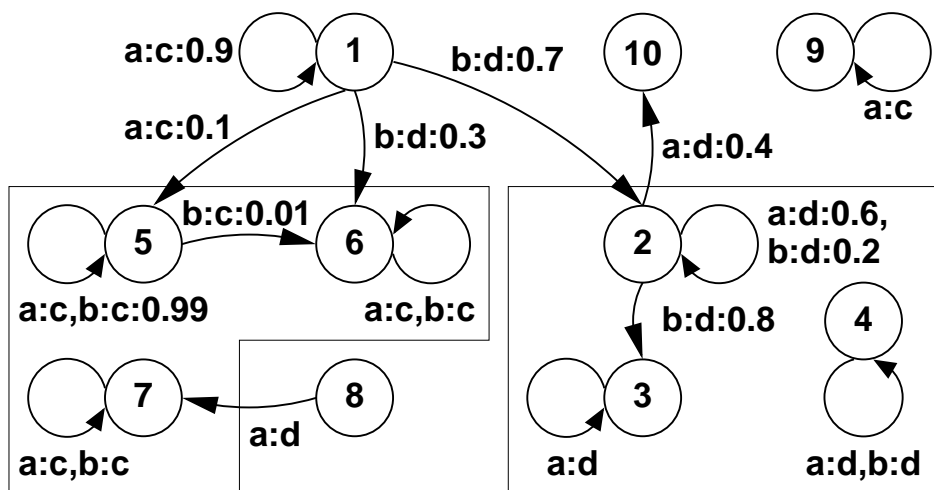 a:c:0.9
1
b:d:0.7
10
9
a:c
a:c:0.1
b:d:0.3
a:d:0.4
5
b:c:0.01
6
2
a:d:0.6,
b:d:0.2
a:c,b:c:0.99
a:c,b:c
b:d:0.8
4
7
8
3
a:d
a:c,b:c
a:d
a:d,b:d